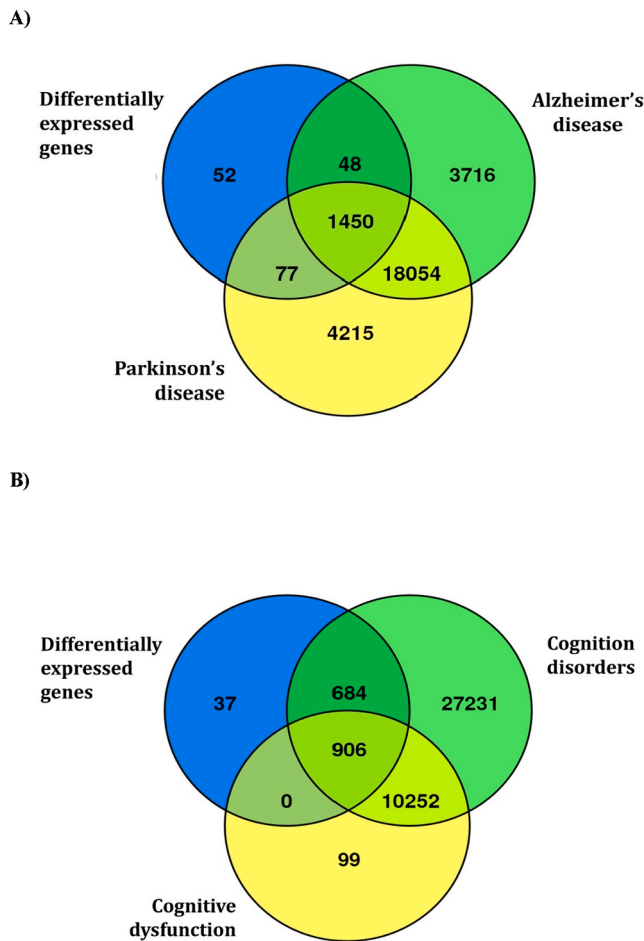 A)
Differentially
expressed
genes
Alzheimer's
disease
52
48
3716
1450
77
18054
4215
Parkinson's
disease
B)
Differentially
expressed
genes
Cognition
disorders
37
684
27231
906
0
10252
99
Cognitive
dysfunction